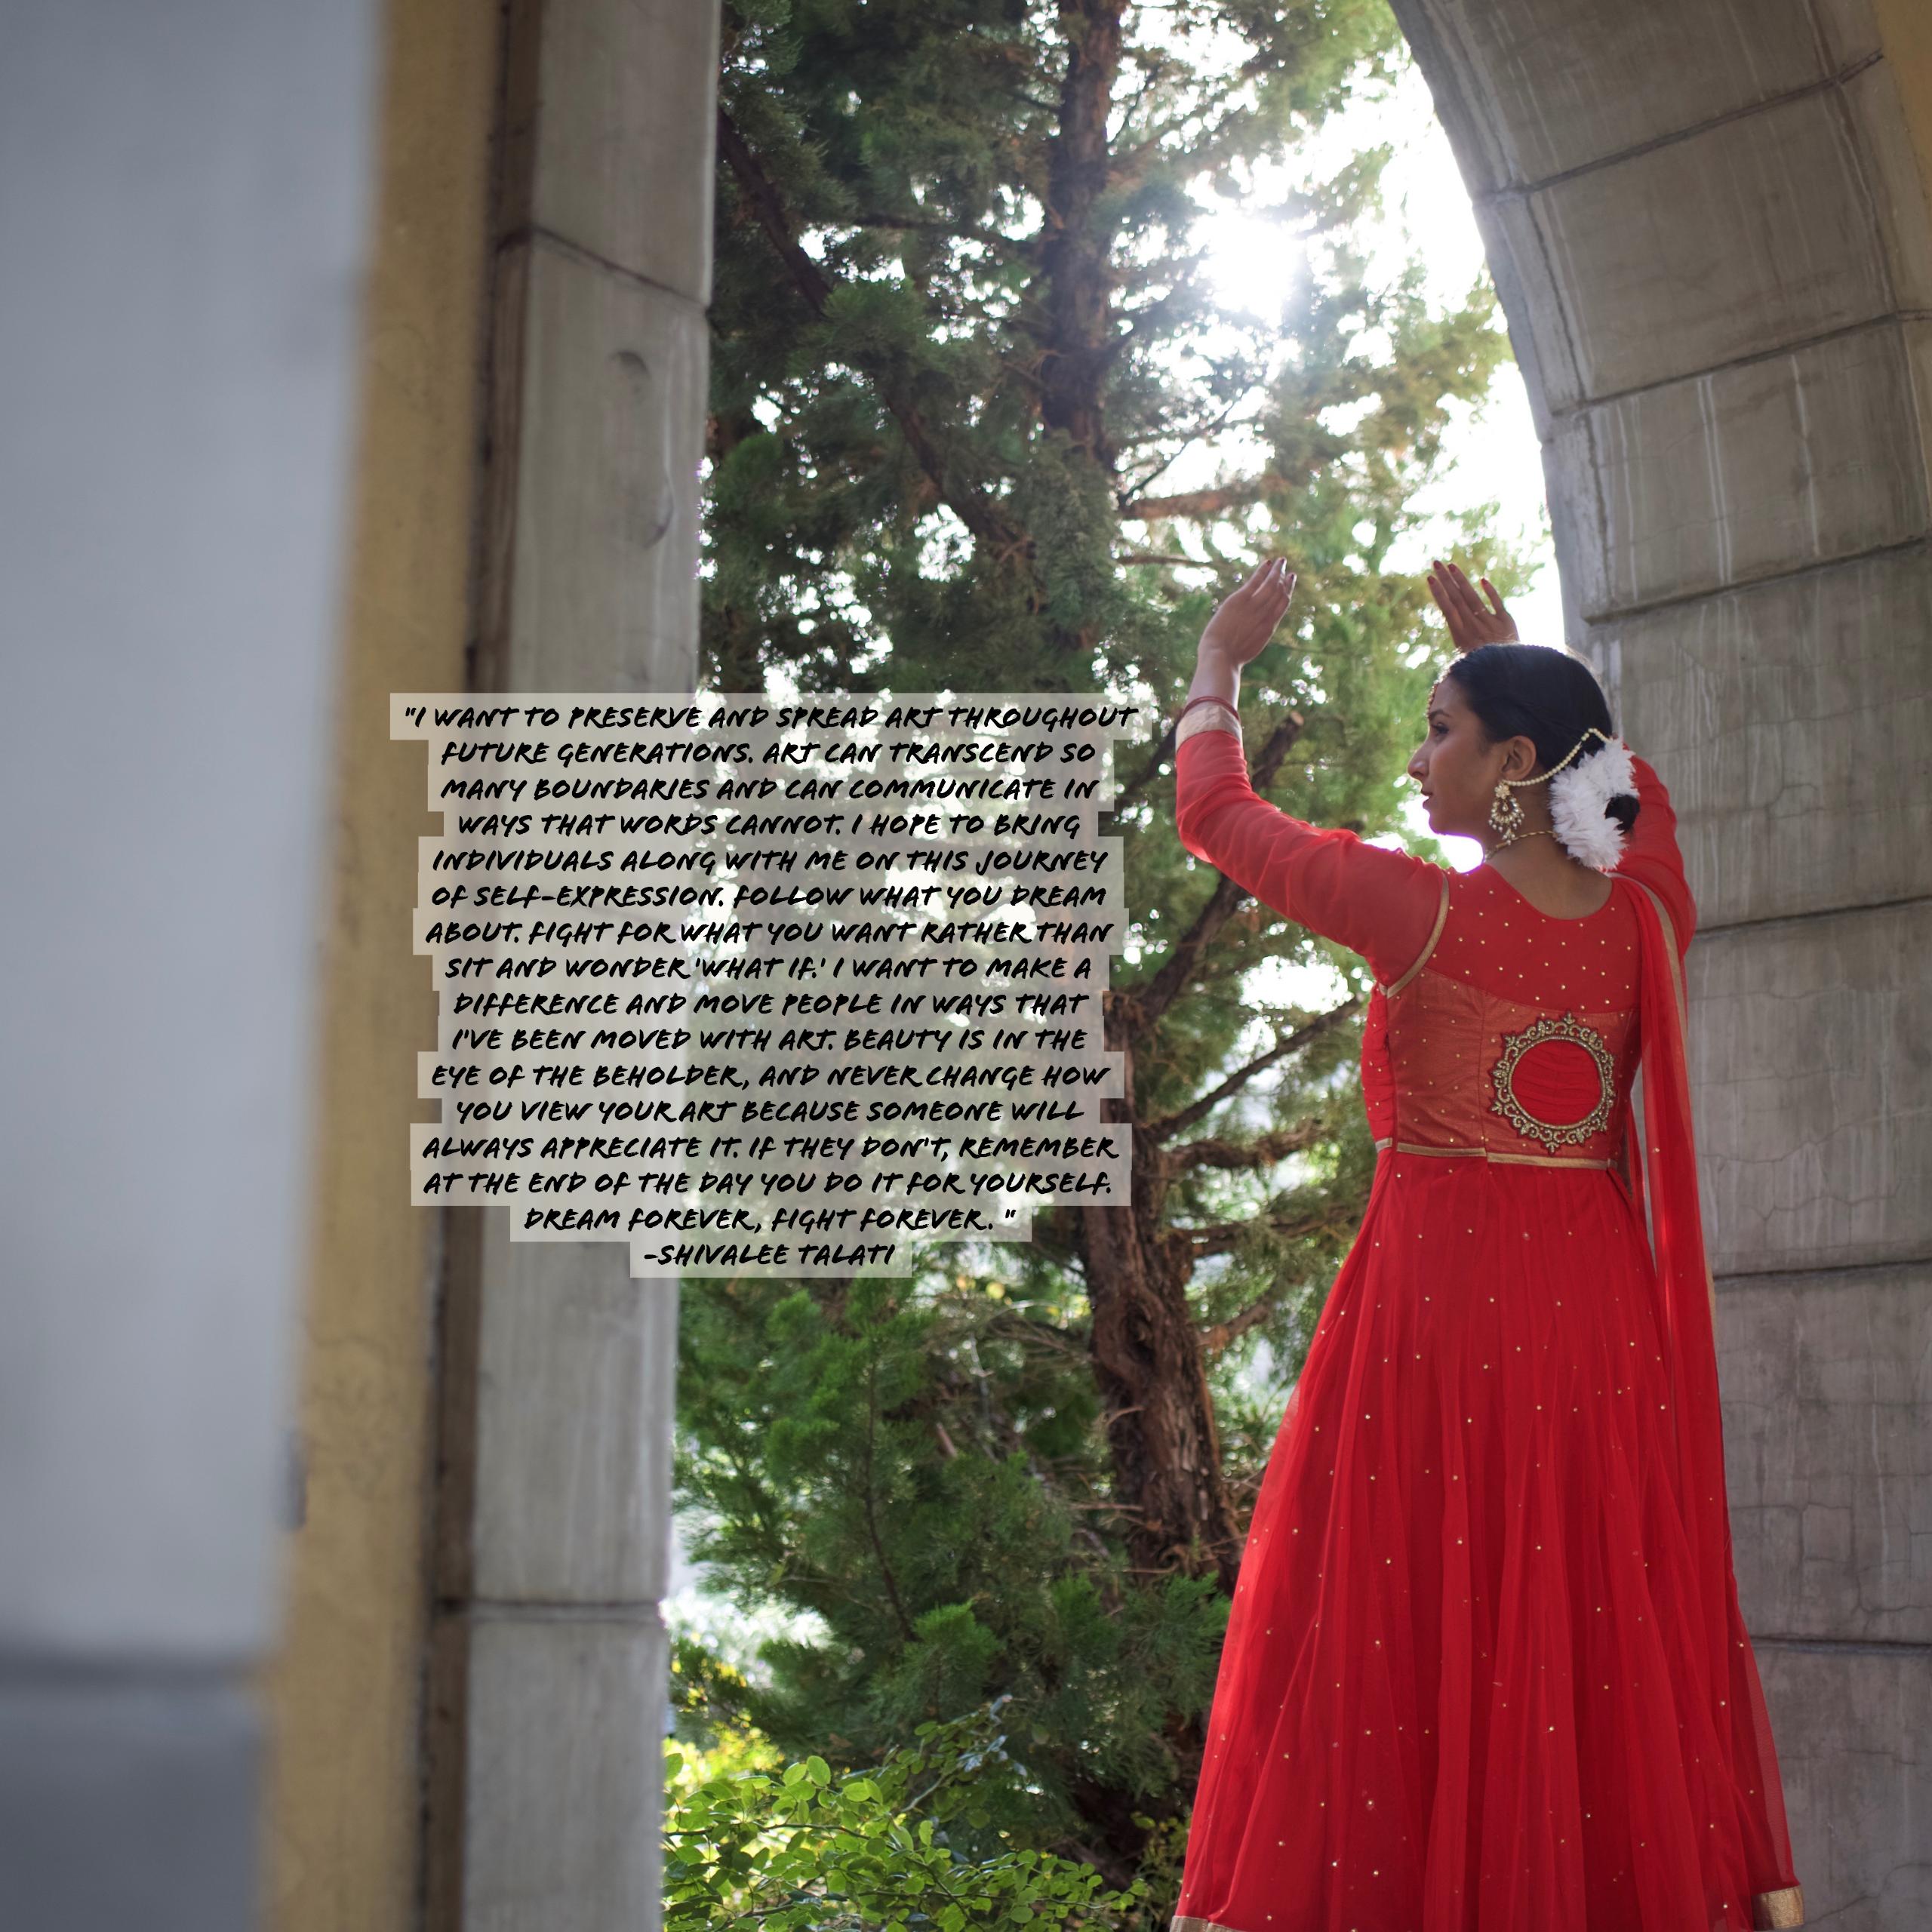 "I WANT TO PRESERVE AND SPREAD ART THROUGHOUT
FUTURE GENERATIONS. ART CAN TRANSCEND SO
MANY BOUNDARIES AND CAN COMMUNICATE IN
WAYS THAT WORDS CANNOT. I HOPE TO BRING
INDIVIDUALS ALONG WITH ME ON THIS JOURNEY
OF SELF-EXPRESSION. FOLLOW WHAT YOU DREAM
ABOUT. FIGHT FOR WHAT YOU WANT RATHER THAN
SIT AND WONDER 'WHAT IF.' I WANT TO MAKE A
DIFFERENCE AND MOVE PEOPLE IN WAYS THAT
I'VE BEEN MOVED WITH ART. BEAUTY IS IN THE
EYE OF THE BEHOLDER, AND NEVER CHANGE HOW
YOU VIEW YOUR ART BECAUSE SOMEONE WILL
ALWAYS APPRECIATE IT. IF THEY DON'T, REMEMBER
AT THE END OF THE DAY YOU DO IT FOR YOURSELF.
DREAM FOREVER, FIGHT FOREVER. "
-SHIVALEE TALATI